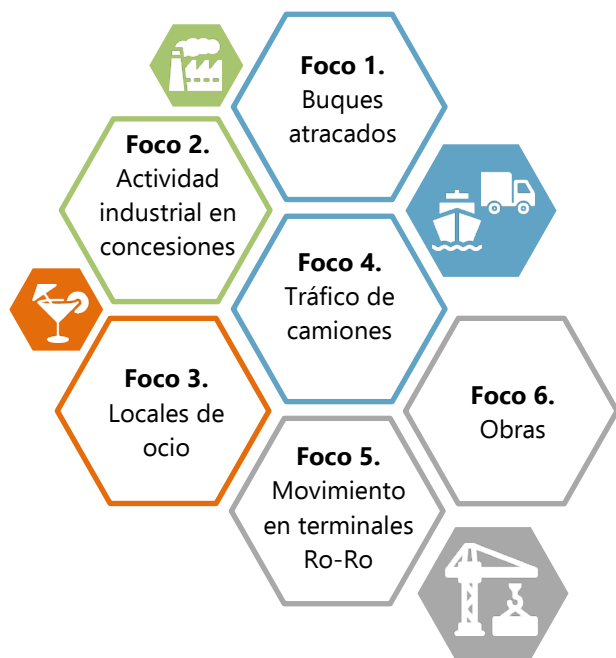 Foco 1.
Buques
atracados
Foco 2.
Actividad
industrial en
concesiones
Foco 4.
Tráfico de
camiones
Foco 3.
Locales de
ocio
Foco 6.
Obras
Foco 5.
Movimiento
en terminales
Ro-Ro